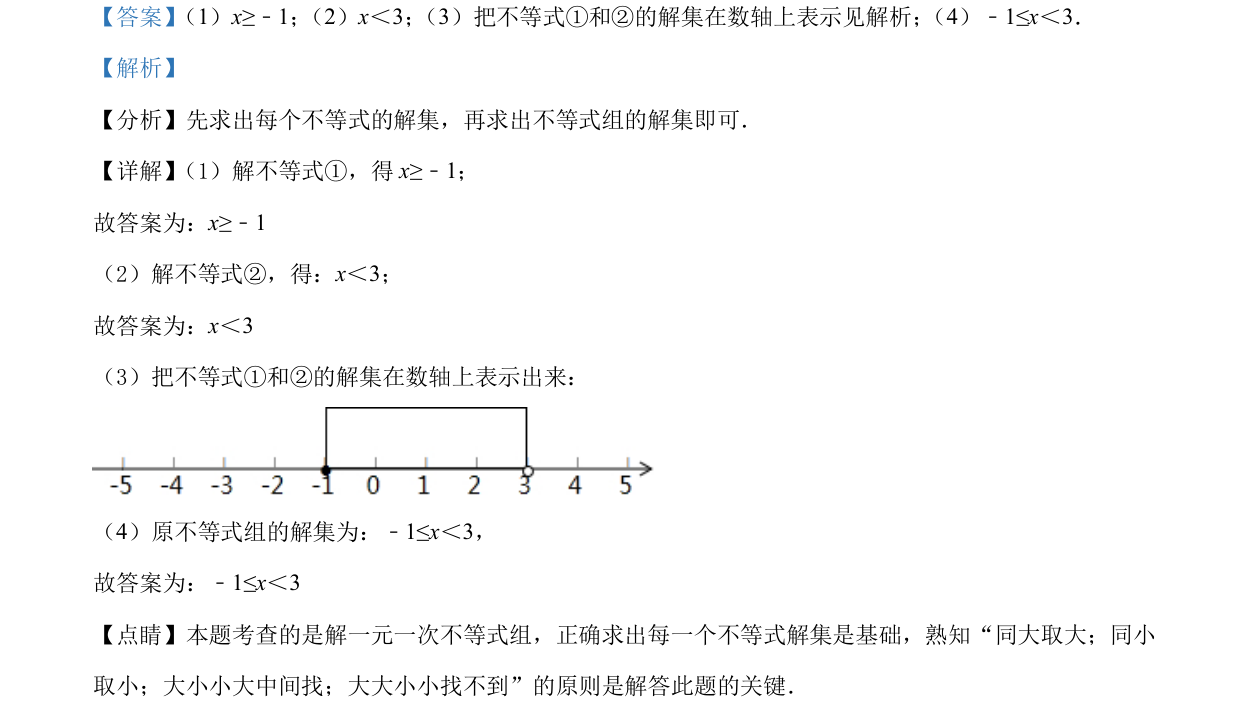 【答案】（1）x≥﹣1；（2）x＜3；（3）把不等式①和②的解集在数轴上表示见解析；（4）﹣1≤x＜3．
【解析】
【分析】先求出每个不等式的解集，再求出不等式组的解集即可．
【详解】（1）解不等式①，得 x≥﹣1；
故答案为：x≥﹣1
（2）解不等式②，得：x＜3；
故答案为：x＜3
（3）把不等式①和②的解集在数轴上表示出来：
-5 -4 -3 -2 -1 0 1 2 3 4 5
（4）原不等式组的解集为：﹣1≤x＜3，
故答案为：﹣1≤x＜3
【点睛】本题考查的是解一元一次不等式组，正确求出每一个不等式解集是基础，熟知“同大取大；同小
取小；大小小大中间找；大大小小找不到”的原则是解答此题的关键．